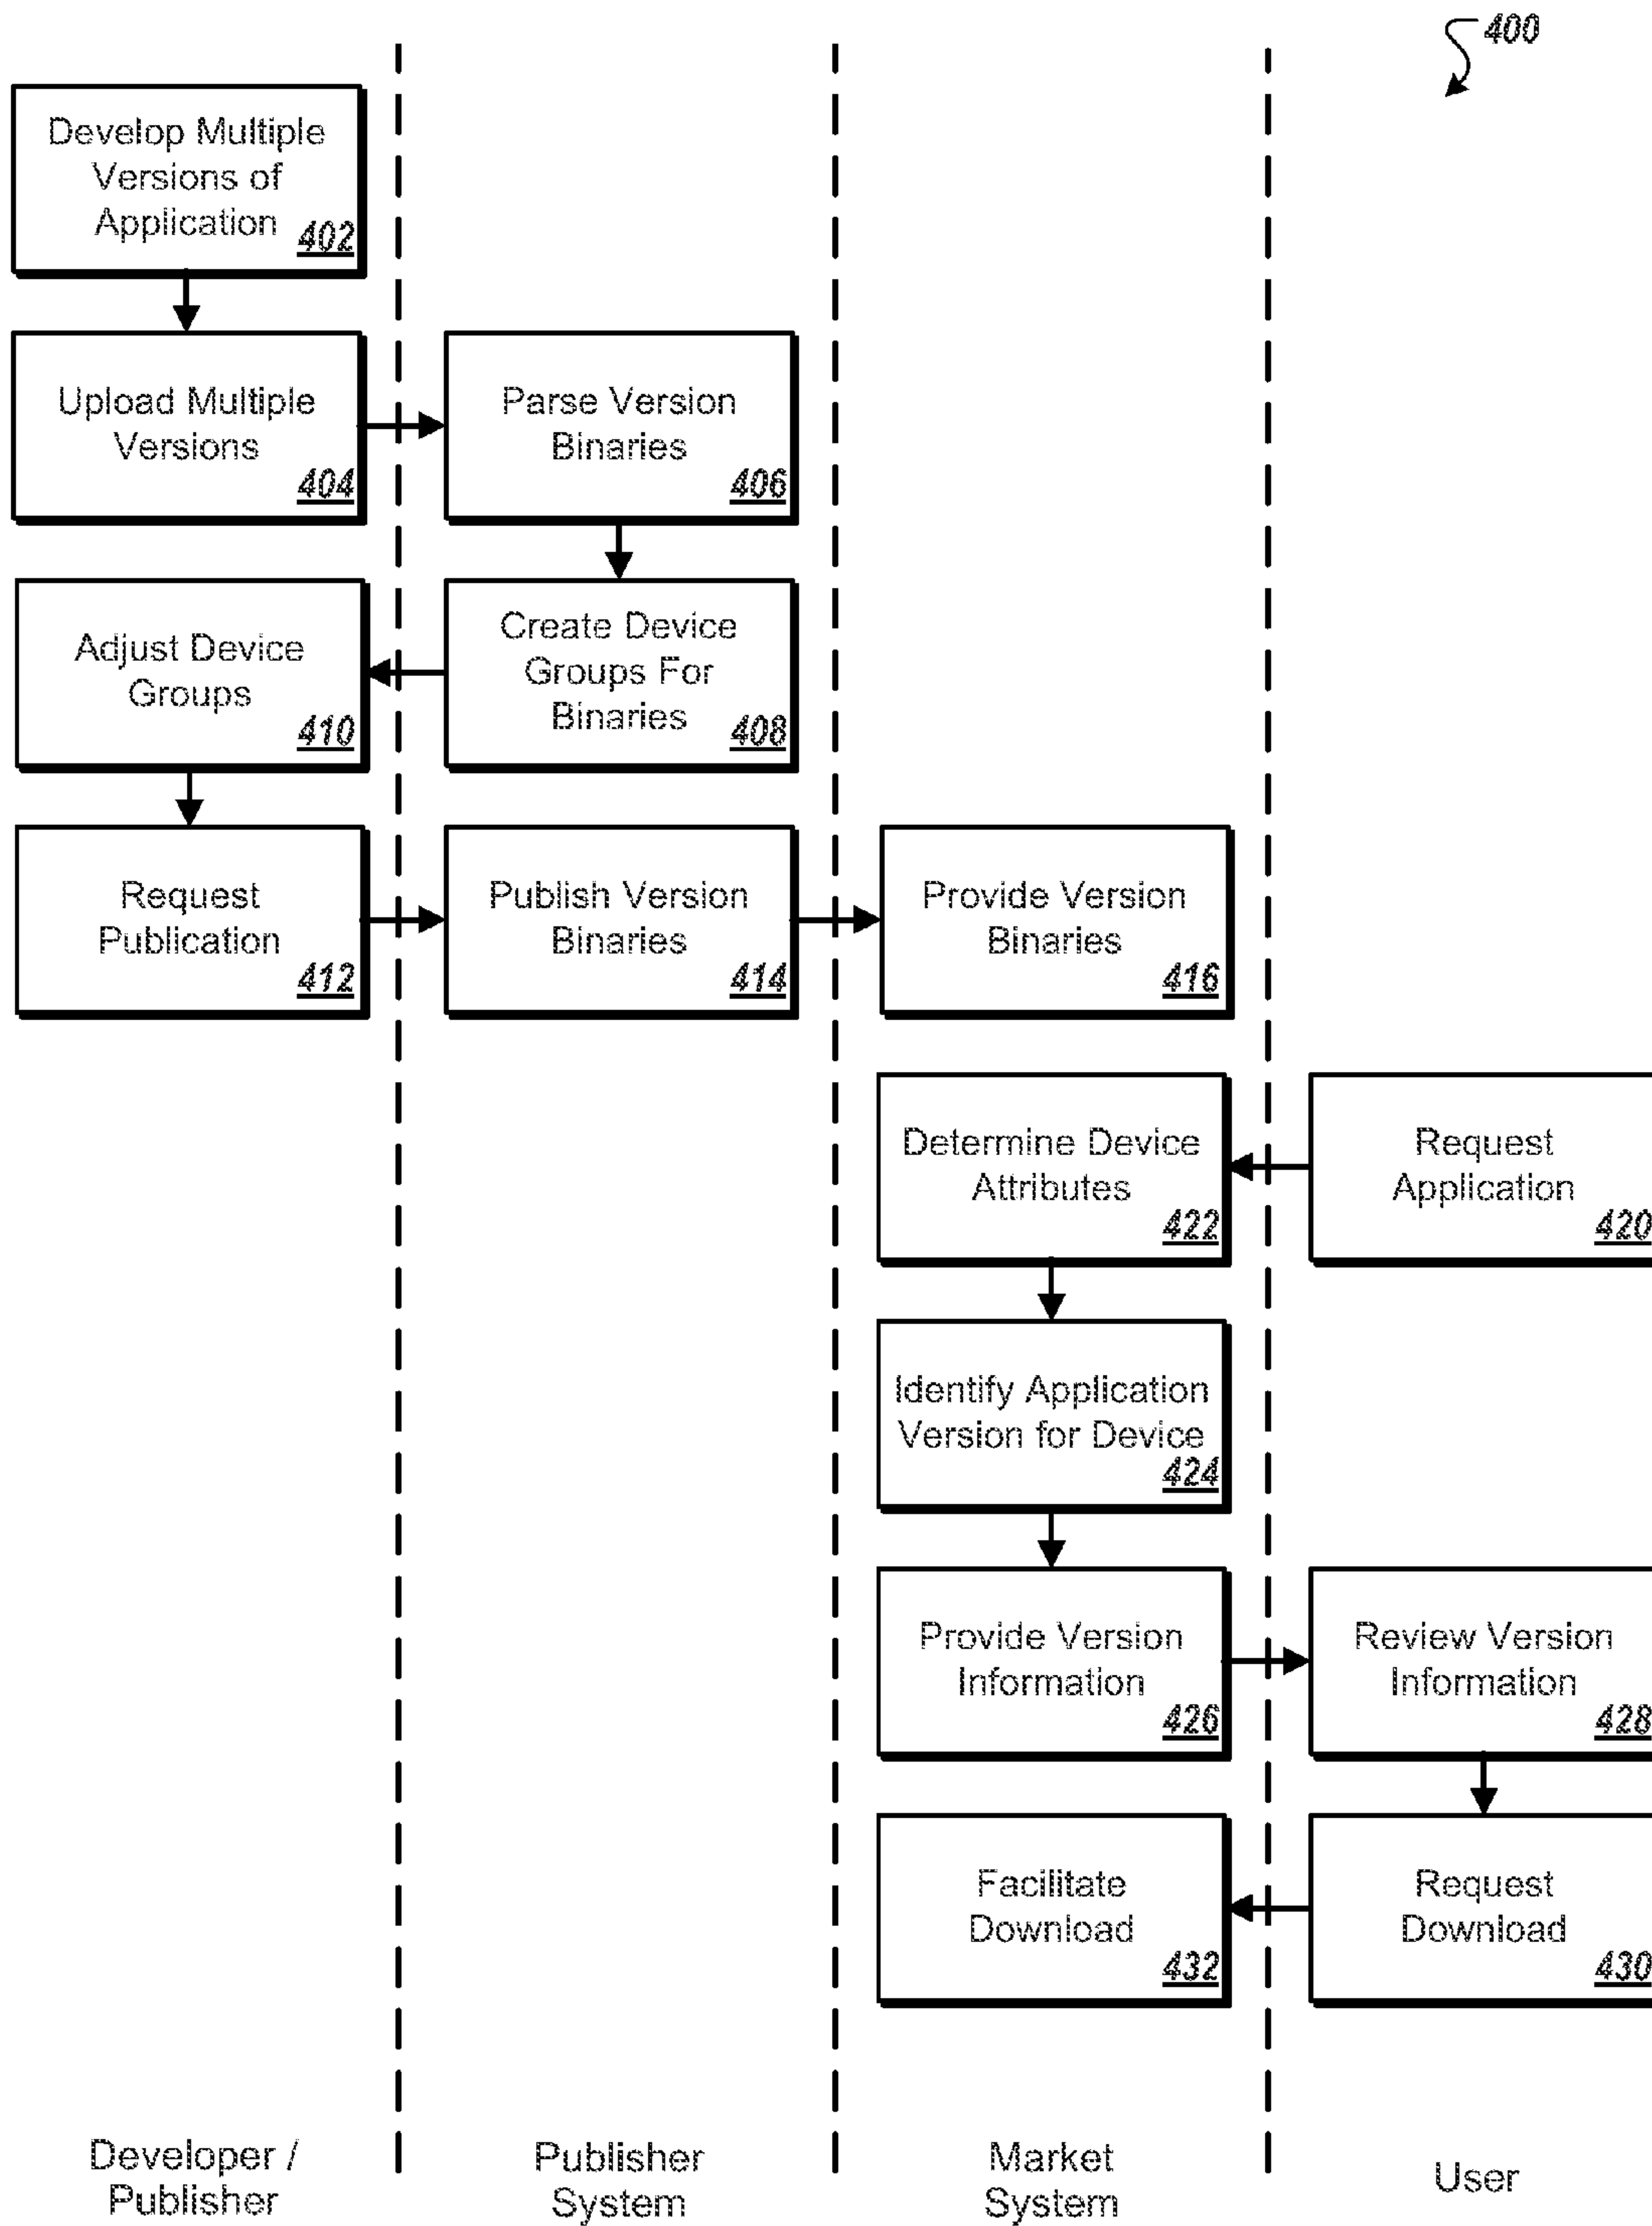 400
Develop Multiple
Versions of
Application
402
Upload Multiple
Versions
404
Parse Version
Binaries
406
Adjust Device
Groups
410
Create Device
Groups For
Binaries
408
Request
Publication
412
Publish Version
Binaries
414
Provide Version
Binaries
416
Determine Device
Attributes
422
Request
Application
420
Identify Application
Version for Device
424
Provide Version
Information
426
Review Version
Information
428
Facilitate
Download
432
Request
Download
430
Developer /
Publisher
Publisher
System
Market
System
User